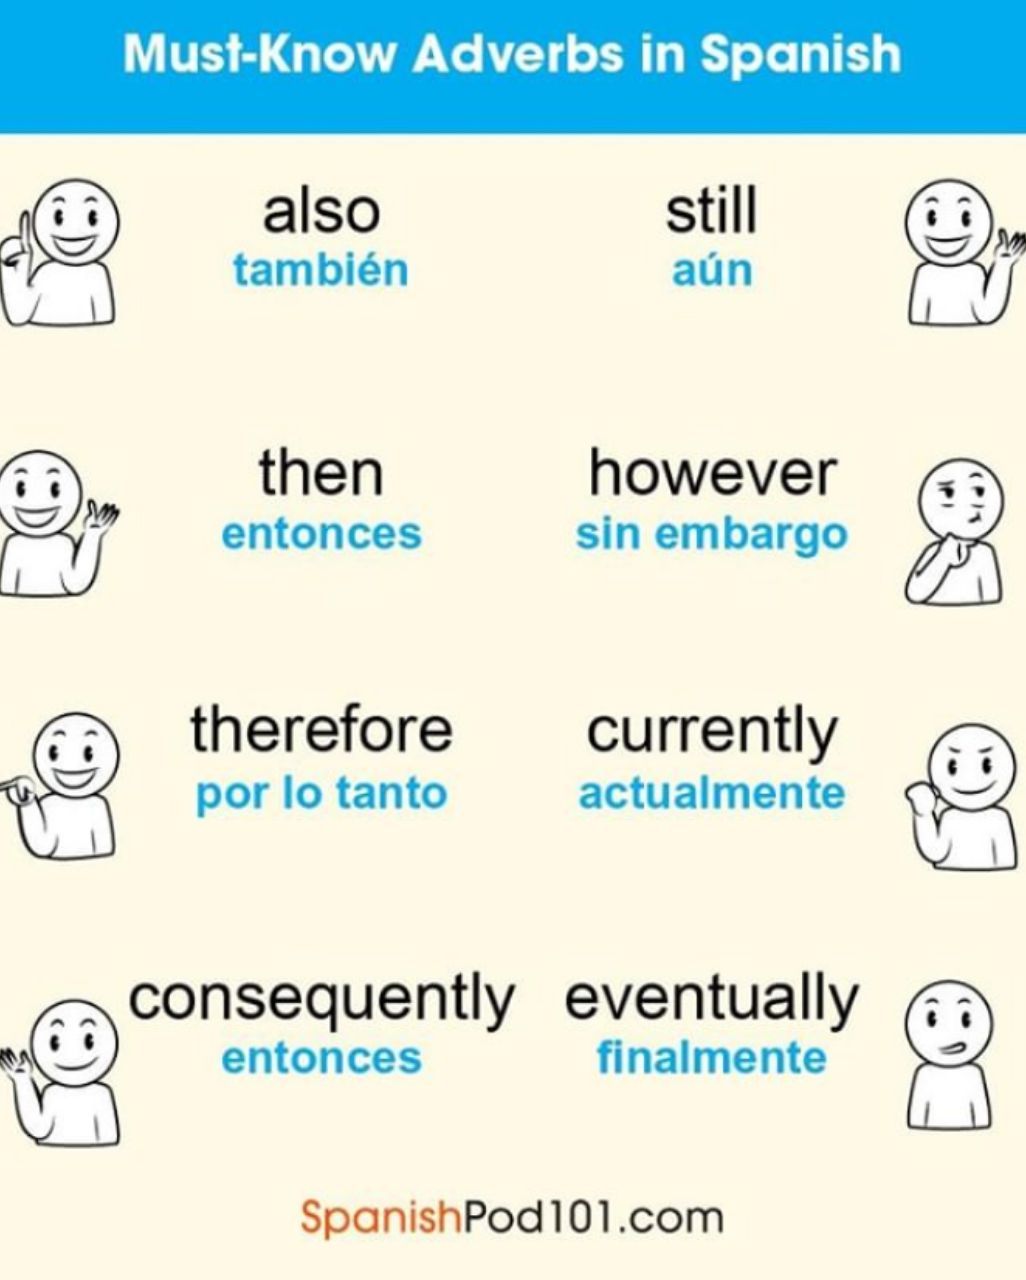 Must-Know Adverbs in Spanish
also
también
still
aún
then
entonces
however
sin embargo
therefore
por lo tanto
currently
actualmente
consequently
entonces
eventually
finalmente
SpanishPod101.com